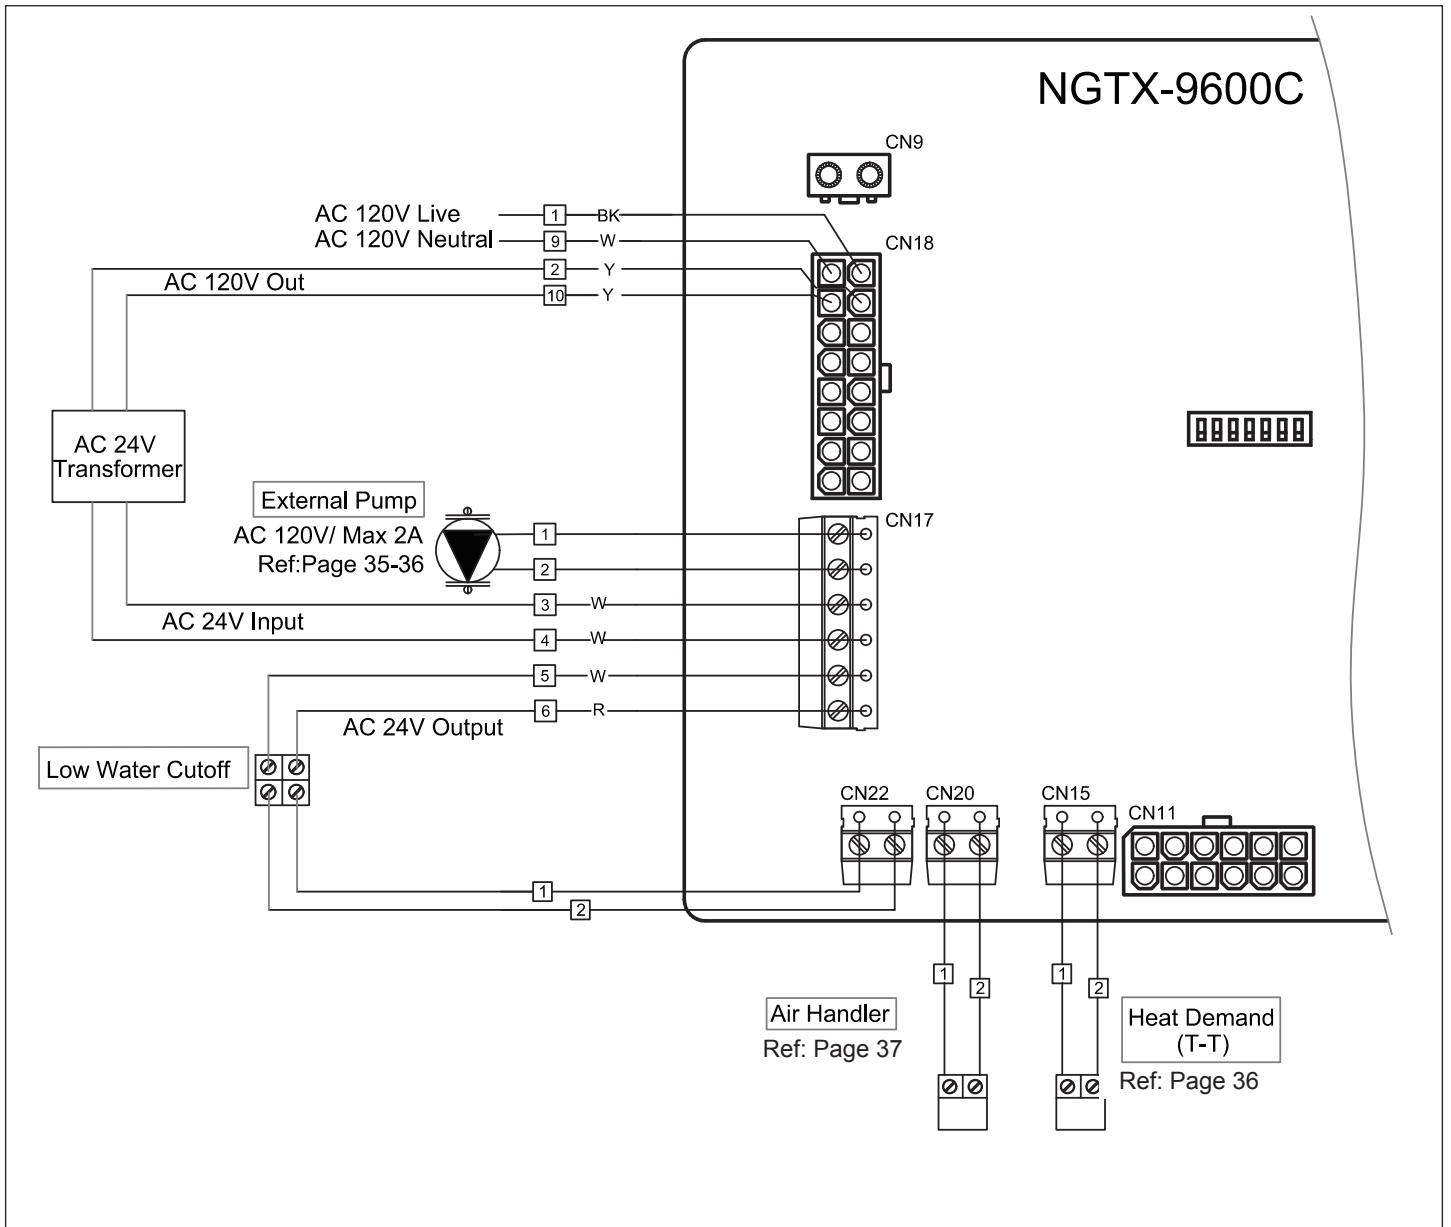 NGTX-9600C
CN9
AC 120V Live 1 BK
CN18
AC 120V Neutral 9 W
2 Y
AC 120V Out
10 Y
AC 24V
Transformer
External Pump
AC 120V/ Max 2A
Ref:Page 35-36
CN17
1
2
3 W
AC 24V Input
4 W
5 W
6 R
AC 24V Output
Low Water Cutoff
CN22
CN20
CN15
CN11
1
2
1
2
1
2
Air Handler
Ref: Page 37
Heat Demand
(T-T)
Ref: Page 36